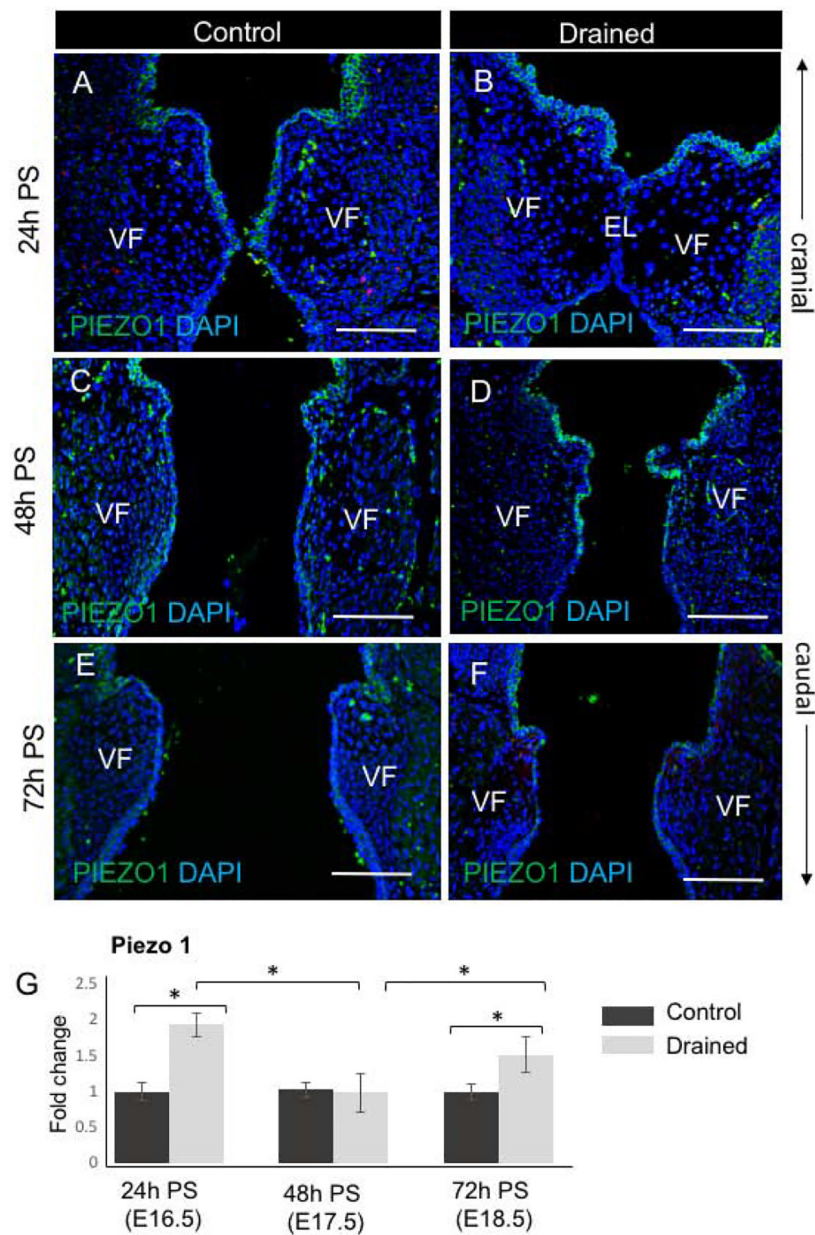 Control
Drained
24h PS
A
VF
VF
PIEZO1 DAPI
B
VF
EL
VF
PIEZO1 DAPI
cranial
48h PS
C
VF
VF
PIEZO1 DAPI
D
VF
VF
PIEZO1 DAPI
72h PS
E
VF
VF
PIEZO1 DAPI
F
VF
VF
PIEZO1 DAPI
caudal
Piezo 1
G
Fold change
2.5
2
1.5
1
0.5
0
*
*
*
*
Control
Drained
24h PS
(E16.5)
48h PS
(E17.5)
72h PS
(E18.5)